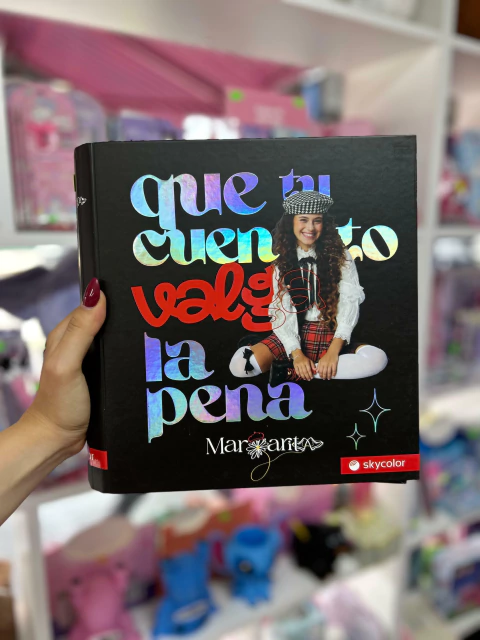 que tu
cuento
valga
la
pena
Margarita
skycolor